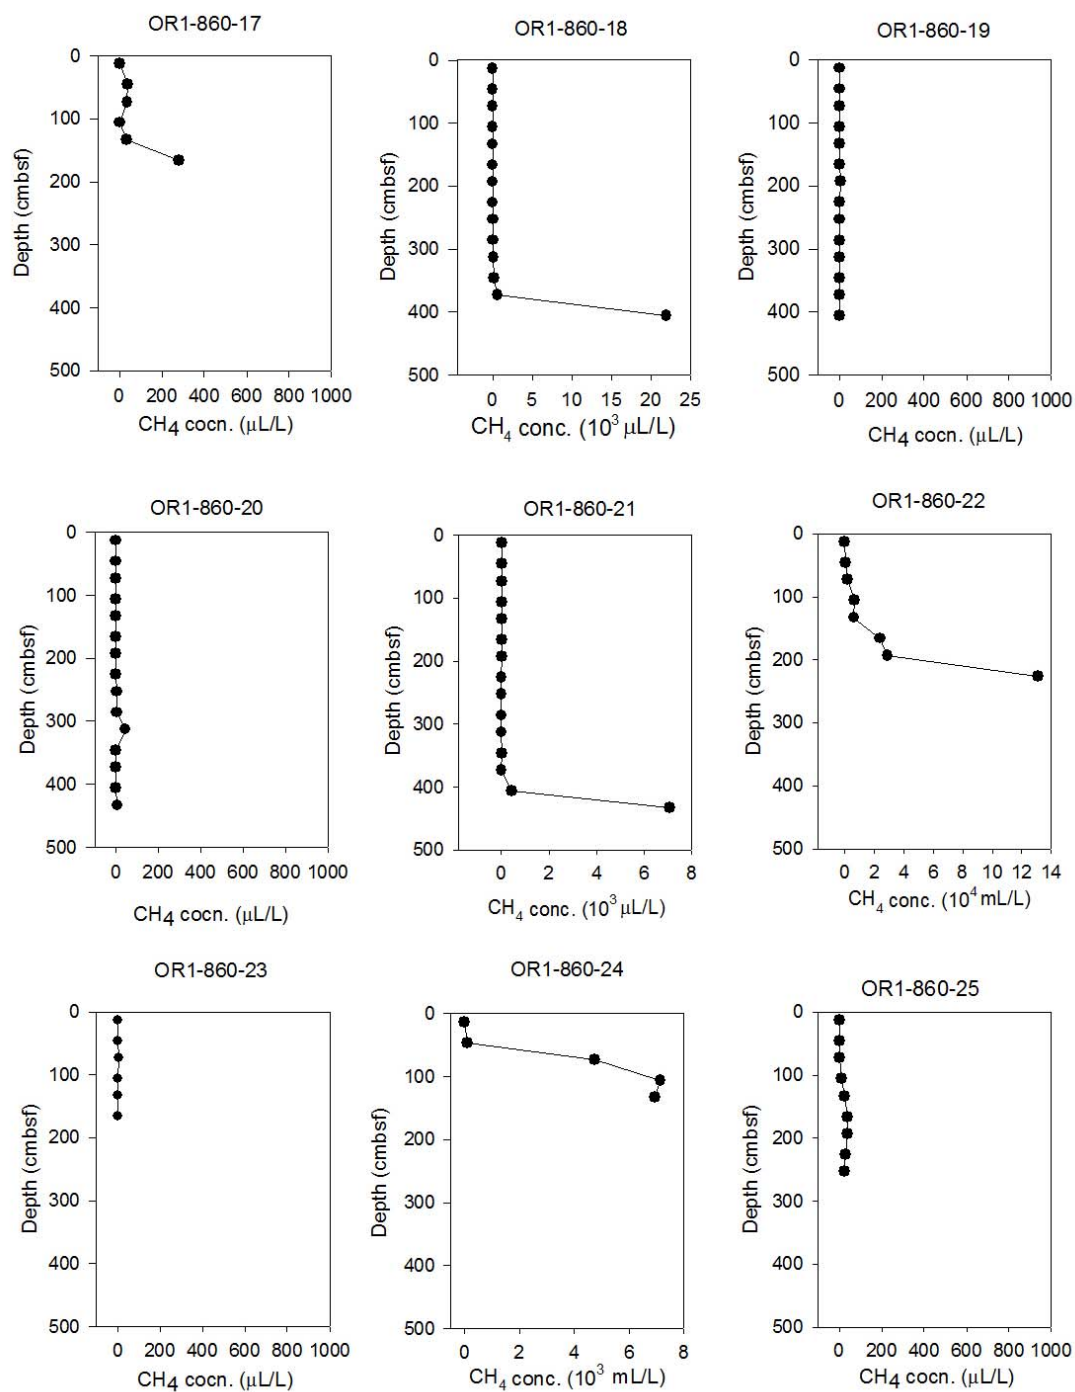 OR1-860-17
0
100
200
300
400
500
Depth (cmbsf)
0 200 400 600 800 1000
CH4 cocn. (μL/L)
OR1-860-18
0
100
200
300
400
500
Depth (cmbsf)
0 5 10 15 20 25
CH₄ conc. (10³ μL/L)
OR1-860-19
0
100
200
300
400
500
Depth (cmbsf)
0 200 400 600 800 1000
CH4 cocn. (μL/L)
OR1-860-20
0
100
200
300
400
500
Depth (cmbsf)
0 200 400 600 800 1000
CH4 cocn. (μL/L)
OR1-860-21
0
100
200
300
400
500
Depth (cmbsf)
0 2 4 6 8
CH₄ conc. (10³ μL/L)
OR1-860-22
0
100
200
300
400
500
Depth (cmbsf)
0 2 4 6 8 10 12 14
CH₄ conc. (10⁴ mL/L)
OR1-860-23
0
100
200
300
400
500
Depth (cmbsf)
0 200 400 600 800 1000
CH4 cocn. (μL/L)
OR1-860-24
0
100
200
300
400
500
Depth (cmbsf)
0 2 4 6 8
CH₄ conc. (10³ mL/L)
OR1-860-25
0
100
200
300
400
500
Depth (cmbsf)
0 200 400 600 800 1000
CH4 cocn. (μL/L)